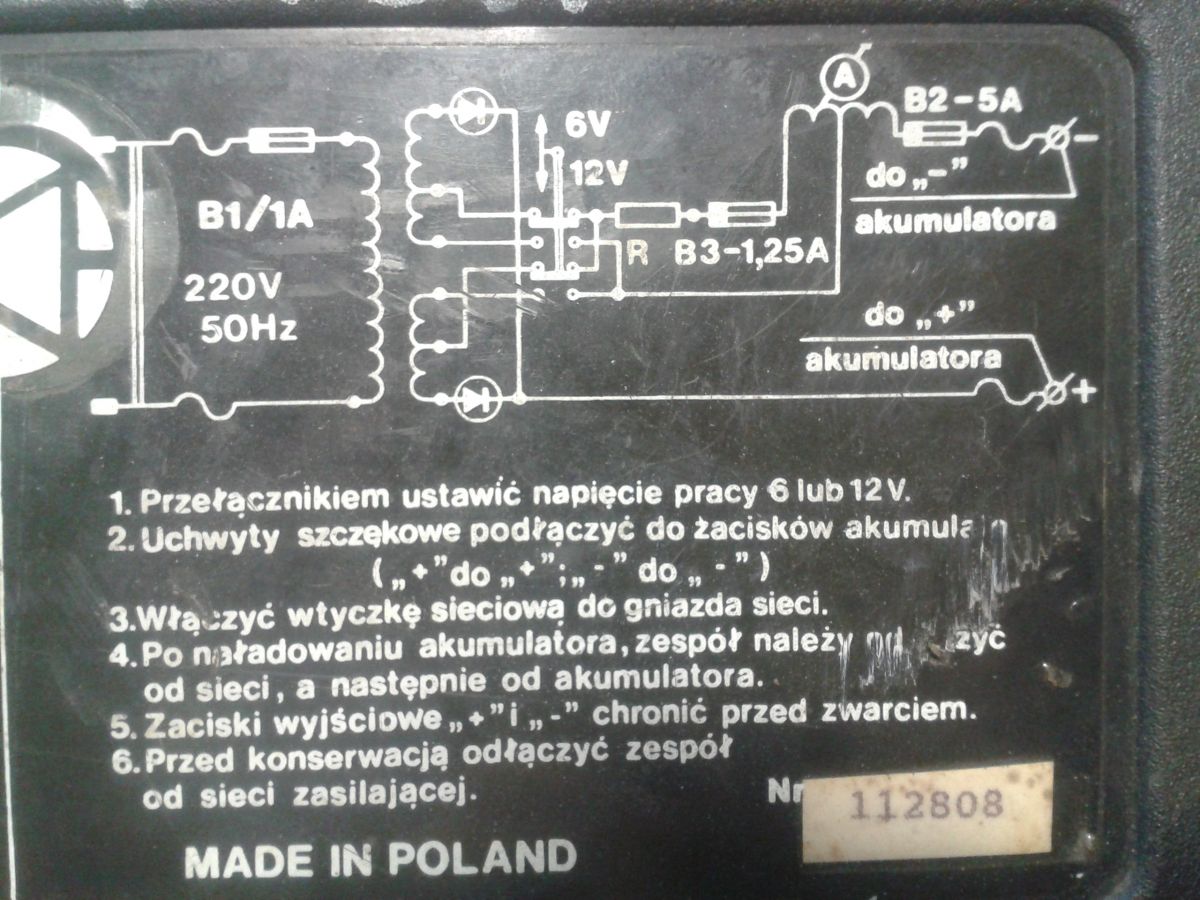 A
B2-5A
6V
12V
do „-”
akumulatora
B1/1A
R B3-1,25A
220V
50Hz
do „+”
akumulatora
-
+
1. Przełącznikiem ustawić napięcie pracy 6 lub 12V.
2. Uchwyty szczękowe podłączyć do zacisków
(„+”do „+”;„-” do „-”)
3. Włączyć wtyczkę sieciową do gniazda sieci.
4. Po naładowaniu akumulatora, zespół należy
od sieci, a następnie od akumulatora.
5. Zaciski wyjściowe „+”i „-” chronić przed zwarciem.
6. Przed konserwacją odłączyć zespół
od sieci zasilającej.
Nr 112808
MADE IN POLAND